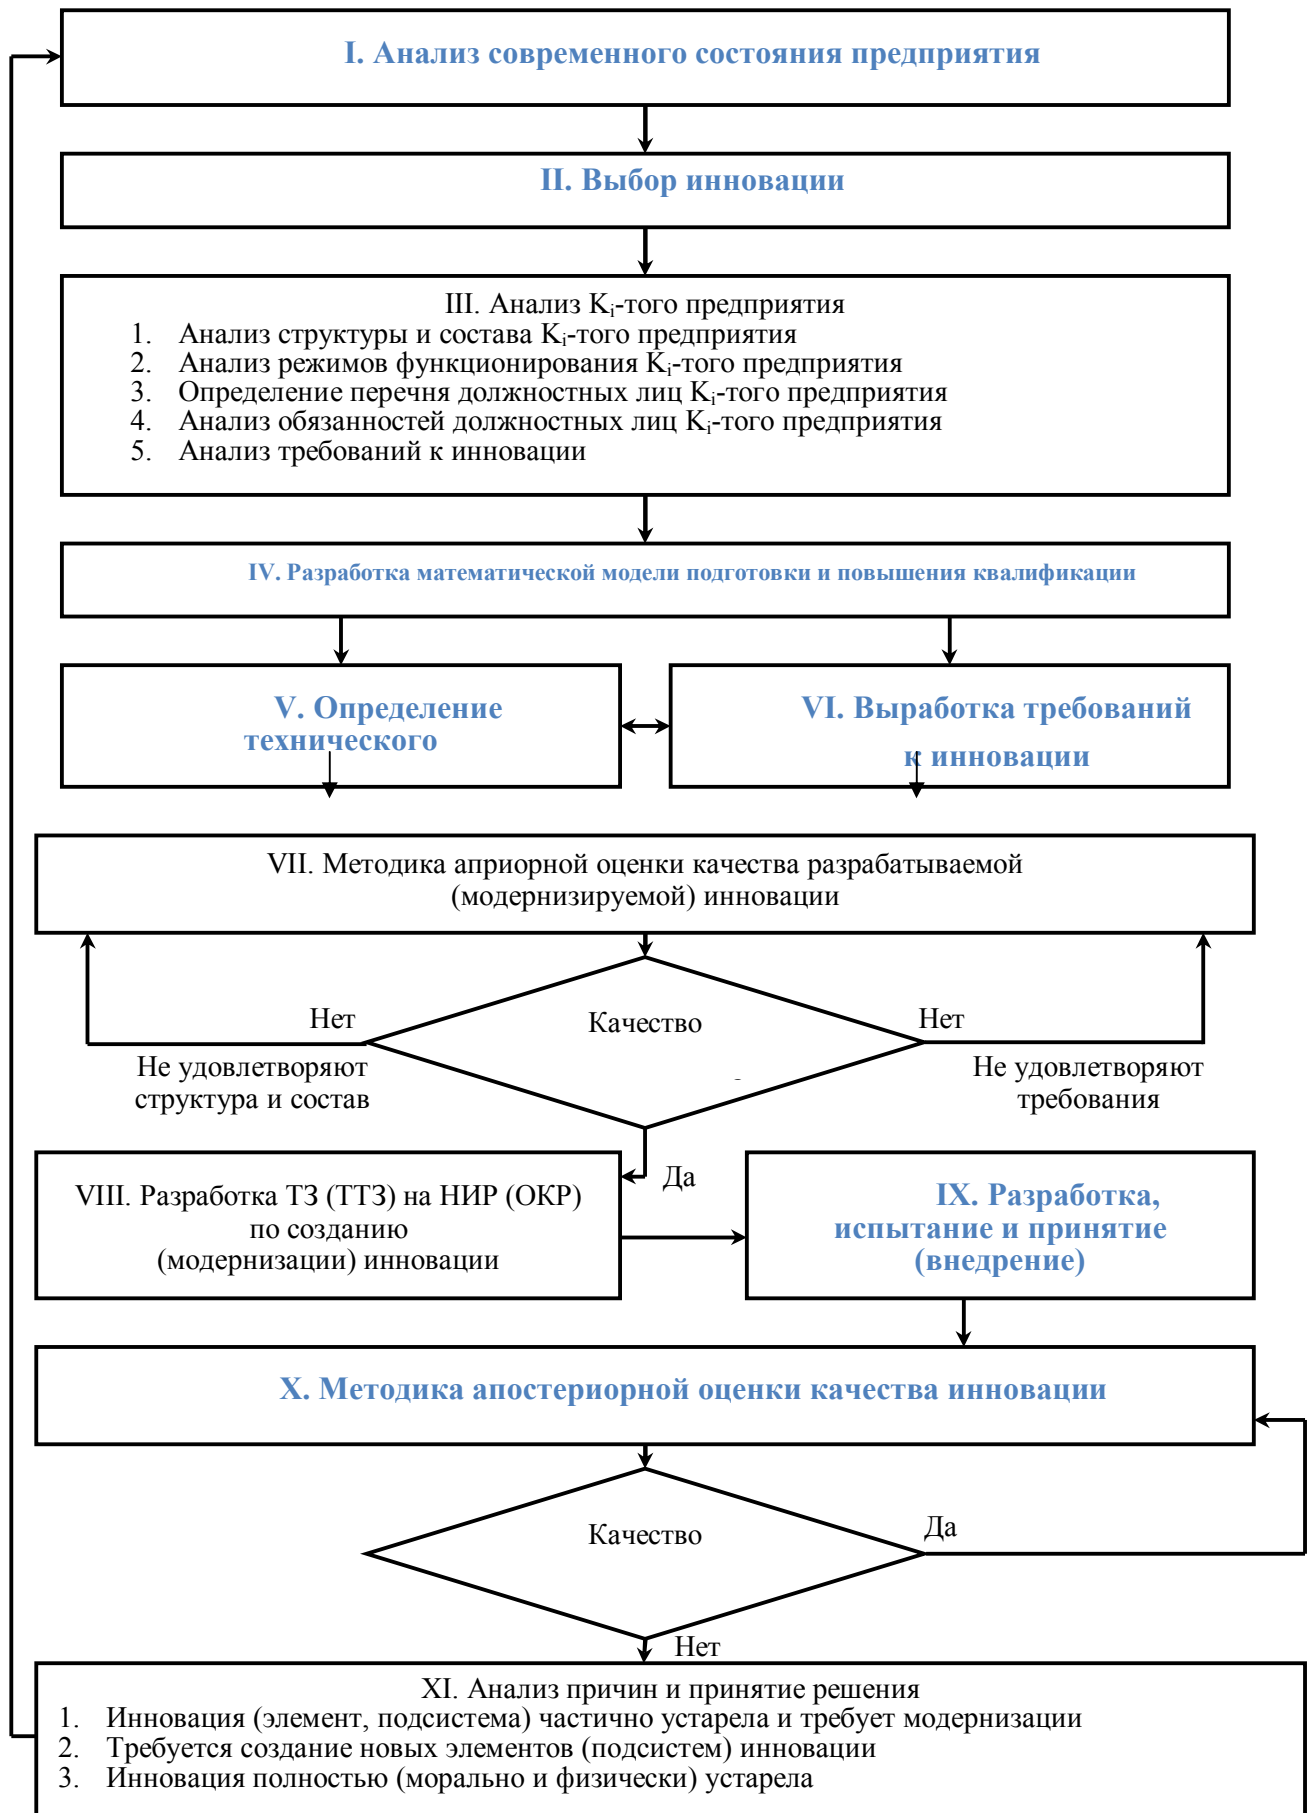 I. Анализ современного состояния предприятия
II. Выбор инновации
III. Анализ Ki-того предприятия
1. Анализ структуры и состава Ki-того предприятия
2. Анализ режимов функционирования Ki-того предприятия
3. Определение перечня должностных лиц Ki-того предприятия
4. Анализ обязанностей должностных лиц Ki-того предприятия
5. Анализ требований к инновации
IV. Разработка математической модели подготовки и повышения квалификации
V. Определение
технического
VI. Выработка требований
к инновации
VII. Методика априорной оценки качества разрабатываемой
(модернизируемой) инновации
Нет
Качество
Нет
Не удовлетворяют
структура и состав
Не удовлетворяют
требования
Да
VIII. Разработка ТЗ (ТТЗ) на НИР (ОКР)
по созданию
(модернизации) инновации
IX. Разработка,
испытание и принятие
(внедрение)
X. Методика апостериорной оценки качества инновации
Качество
Да
Нет
XI. Анализ причин и принятие решения
1. Инновация (элемент, подсистема) частично устарела и требует модернизации
2. Требуется создание новых элементов (подсистем) инновации
3. Инновация полностью (морально и физически) устарела